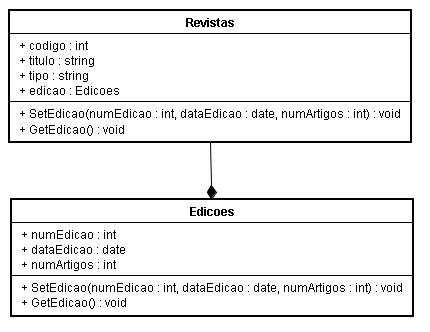 Revistas
+ codigo : int
+ titulo : string
+ tipo : string
+ edicao : Edicoes
+ SetEdicao(numEdicao : int, dataEdicao : date, numArtigos : int) : void
+ GetEdicao() : void
Edicoes
+ numEdicao : int
+ dataEdicao : date
+ numArtigos : int
+ SetEdicao(numEdicao : int, dataEdicao : date, numArtigos : int) : void
+ GetEdicao() : void